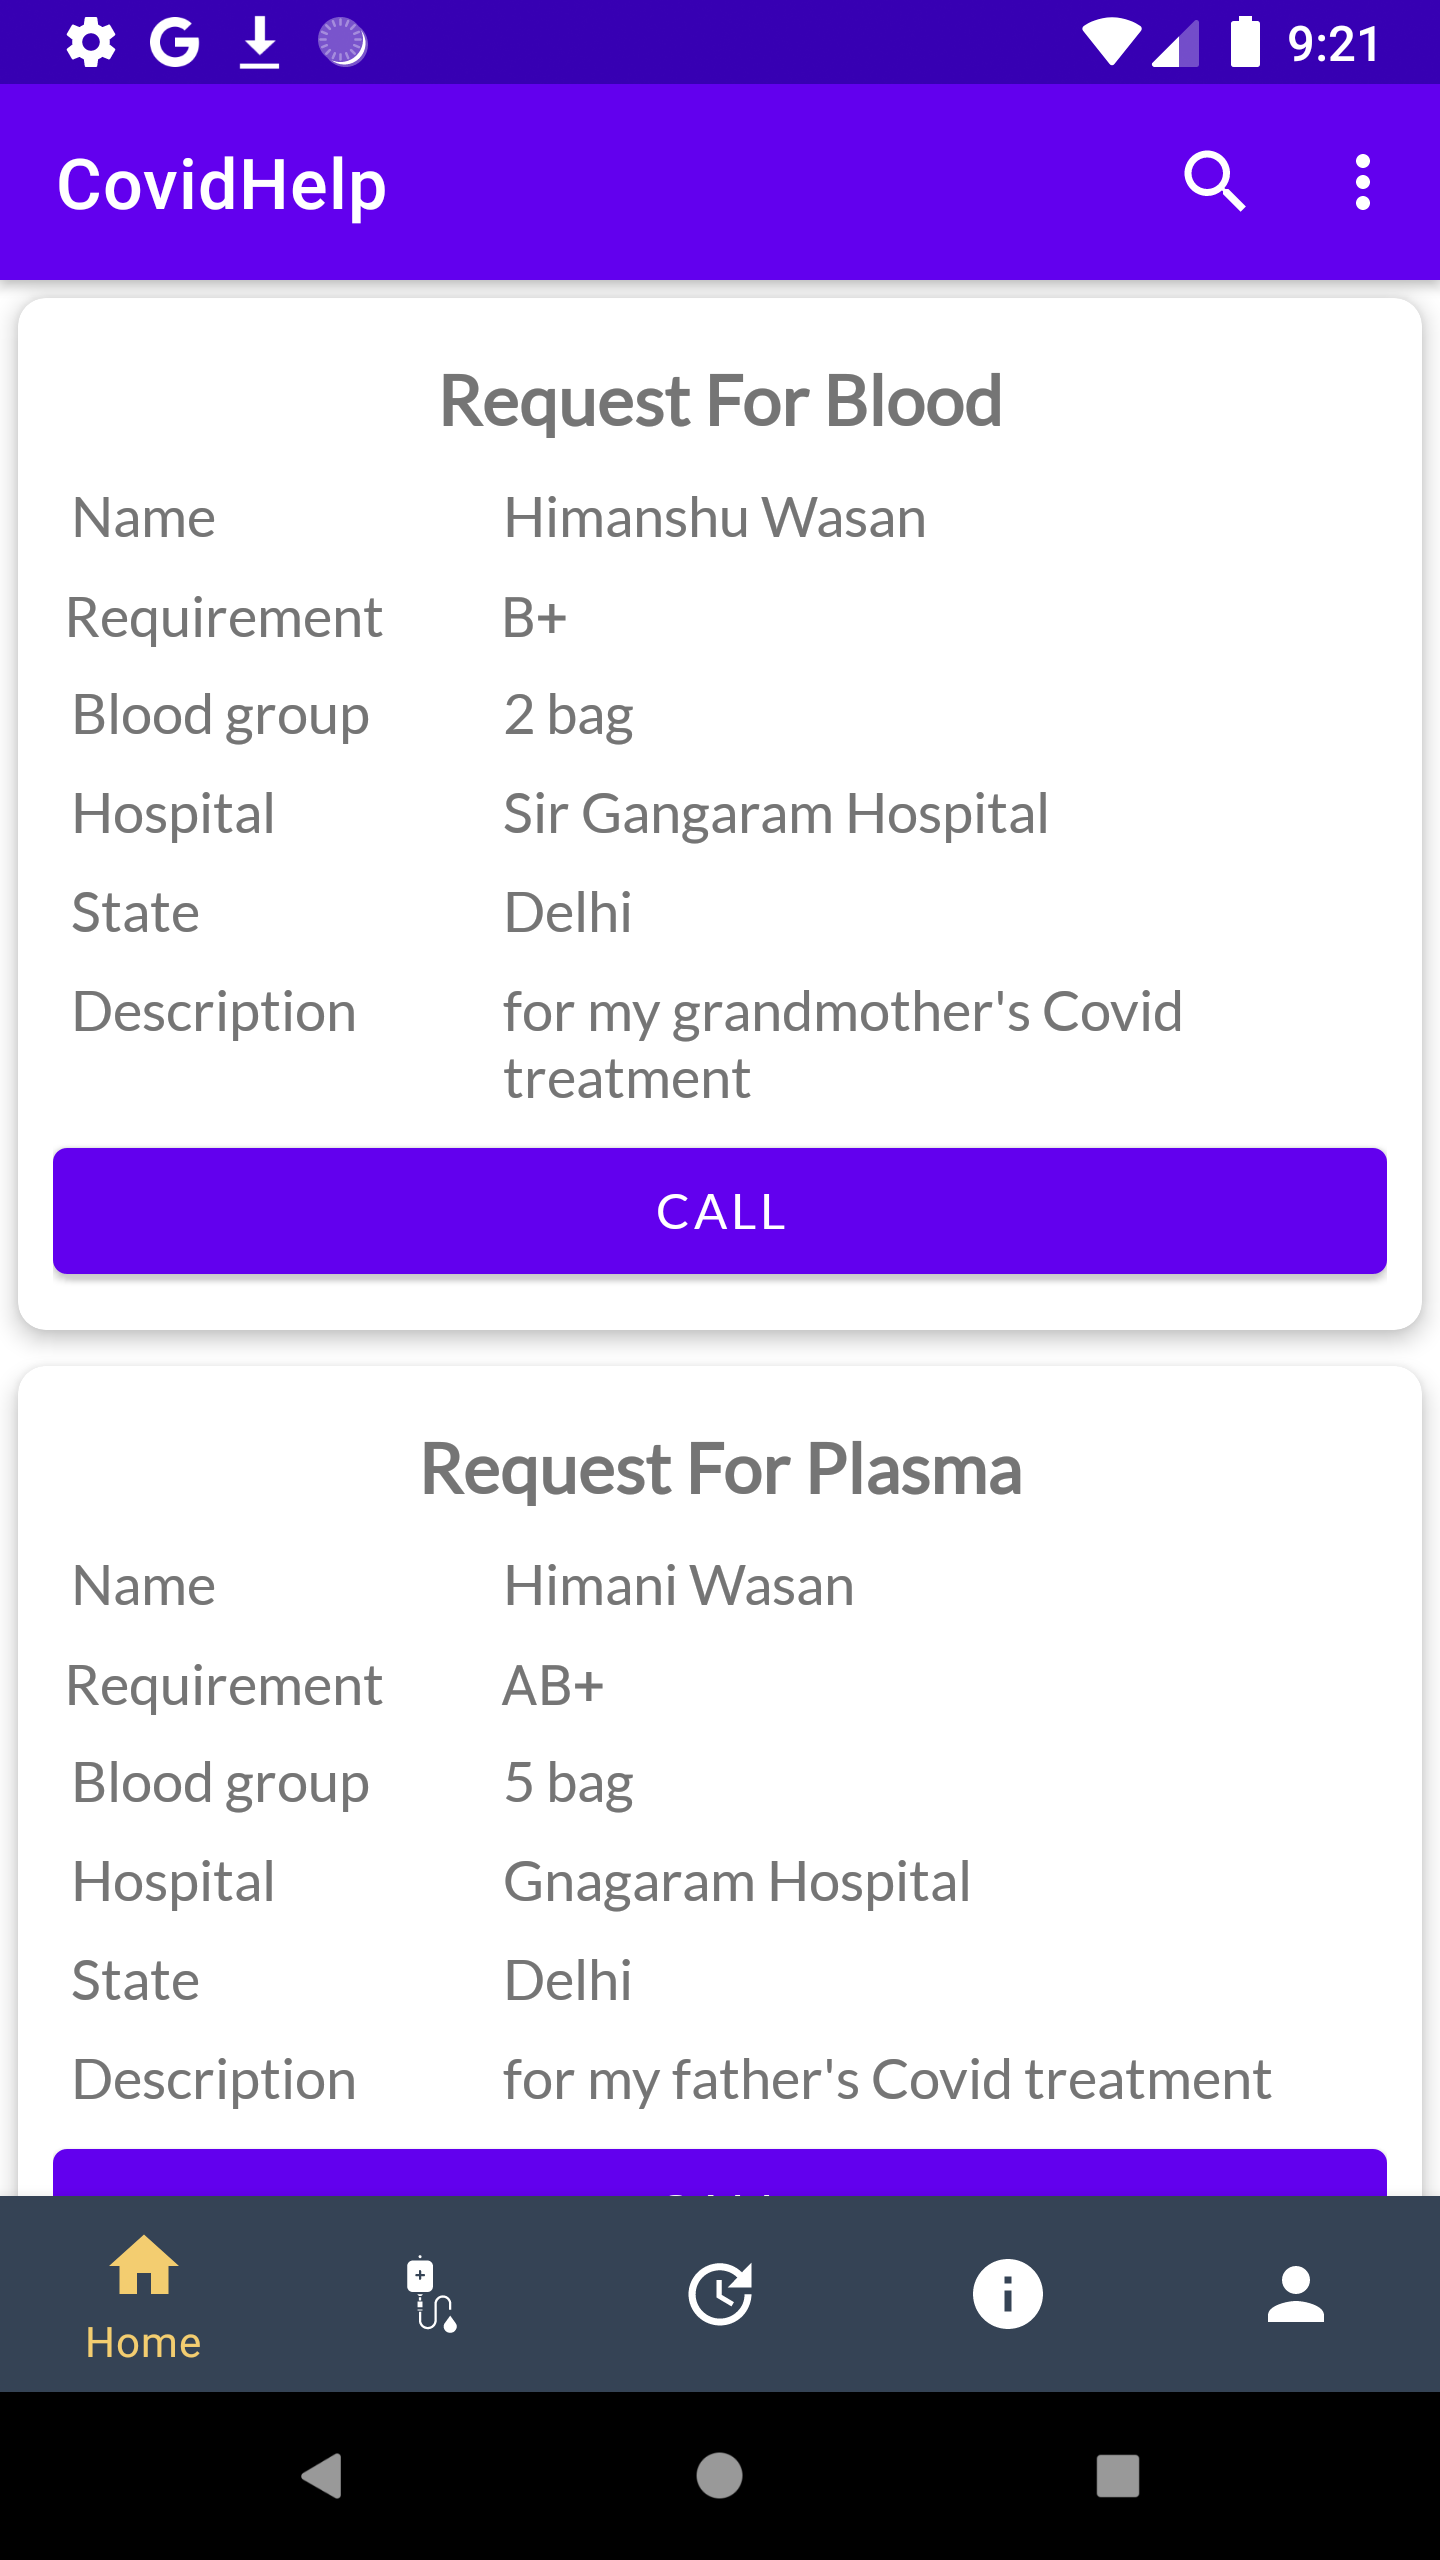 9:21
CovidHelp
Request For Blood
Name Himanshu Wasan
Requirement B+
Blood group 2 bag
Hospital Sir Gangaram Hospital
State Delhi
Description for my grandmother's Covid
treatment
CALL
Request For Plasma
Name Himani Wasan
Requirement AB+
Blood group 5 bag
Hospital Gnagaram Hospital
State Delhi
Description for my father's Covid treatment
Home